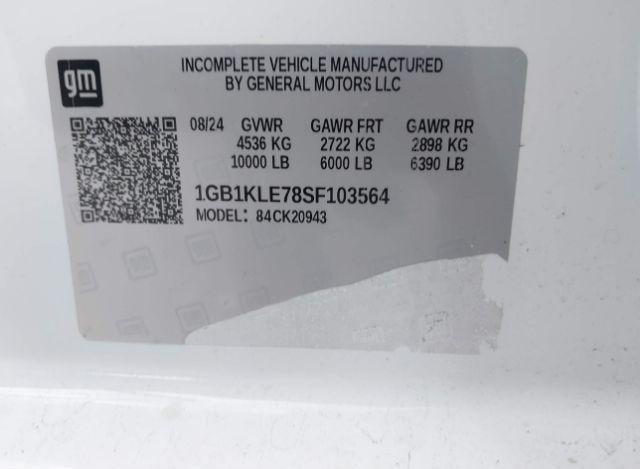 gm
INCOMPLETE VEHICLE MANUFACTURED
BY GENERAL MOTORS LLC
08/24 GVWR GAWR FRT GAWR RR
4536 KG 2722 KG 2898 KG
10000 LB 6000 LB 6390 LB
1GB1KLE78SF103564
MODEL: 84CK20943